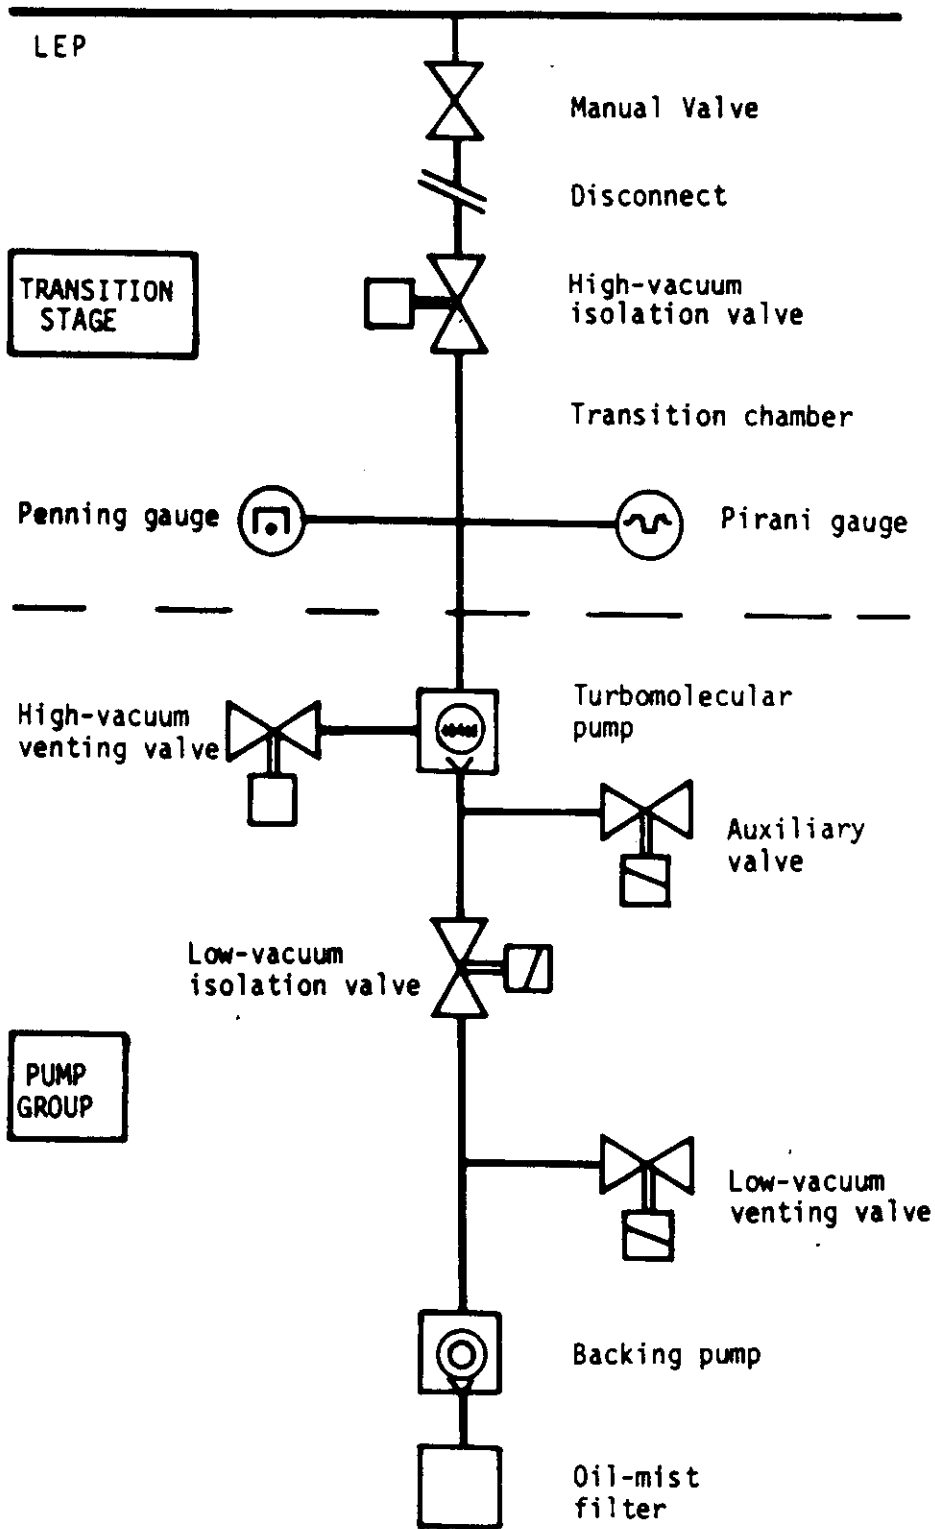 LEP
Manual Valve
Disconnect
TRANSITION
STAGE
High-vacuum
isolation valve
Transition chamber
Penning gauge
Pirani gauge
High-vacuum
venting valve
Turbomolecular
pump
Auxiliary
valve
Low-vacuum
isolation valve
PUMP
GROUP
Low-vacuum
venting valve
Backing pump
Oil-mist
filter